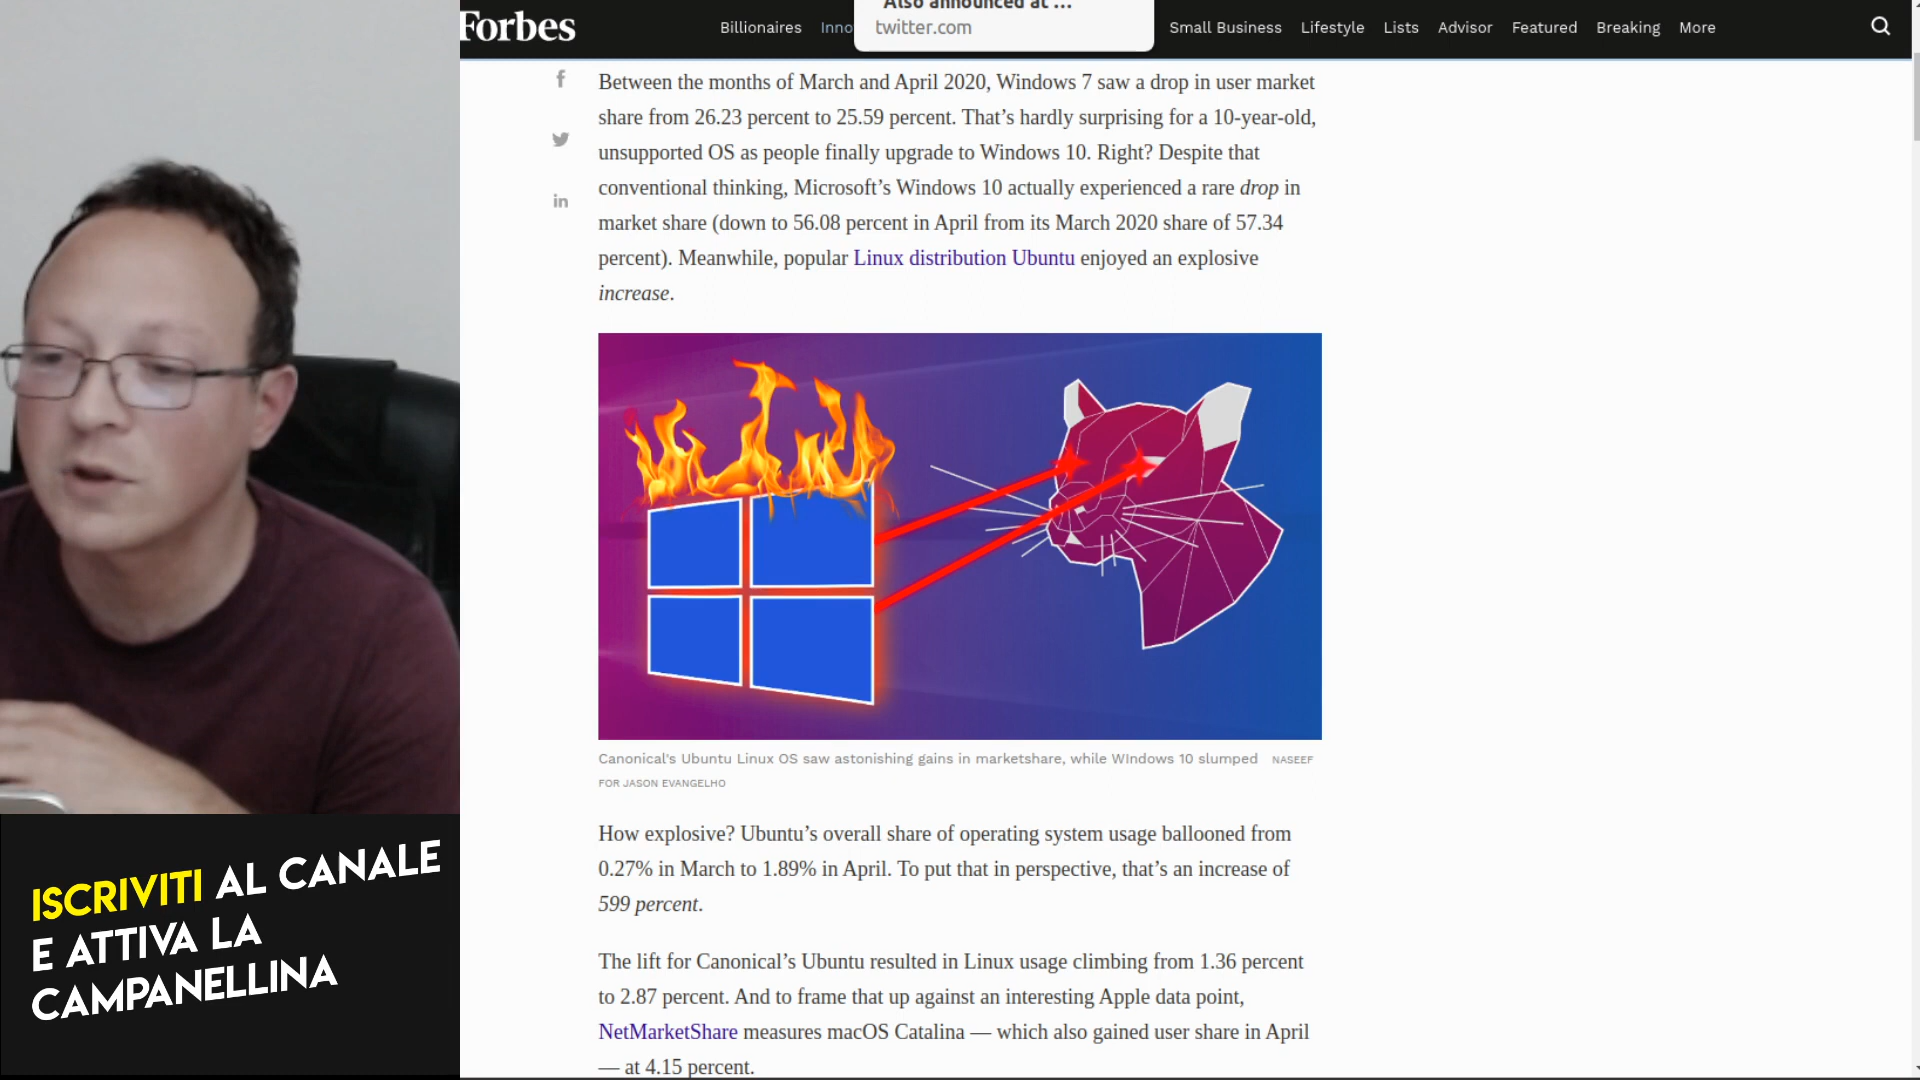 Forbes
Billionaires Inno Small Business Lifestyle Lists Advisor Featured Breaking More
"Also announced at ...
twitter.com
Between the months of March and April 2020, Windows 7 saw a drop in user market
share from 26.23 percent to 25.59 percent. That’s hardly surprising for a 10-year-old,
unsupported OS as people finally upgrade to Windows 10. Right? Despite that
conventional thinking, Microsoft’s Windows 10 actually experienced a rare drop in
market share (down to 56.08 percent in April from its March 2020 share of 57.34
percent). Meanwhile, popular Linux distribution Ubuntu enjoyed an explosive
increase.
Canonical's Ubuntu Linux OS saw astonishing gains in marketshare, while WIndows 10 slumped NASEEF
FOR JASON EVANGELHO
How explosive? Ubuntu’s overall share of operating system usage ballooned from
0.27% in March to 1.89% in April. To put that in perspective, that’s an increase of
599 percent.
The lift for Canonical’s Ubuntu resulted in Linux usage climbing from 1.36 percent
to 2.87 percent. And to frame that up against an interesting Apple data point,
NetMarketShare measures macOS Catalina — which also gained user share in April
— at 4.15 percent.
ISCRIVITI AL CANALE
E ATTIVA LA
CAMPANELLINA